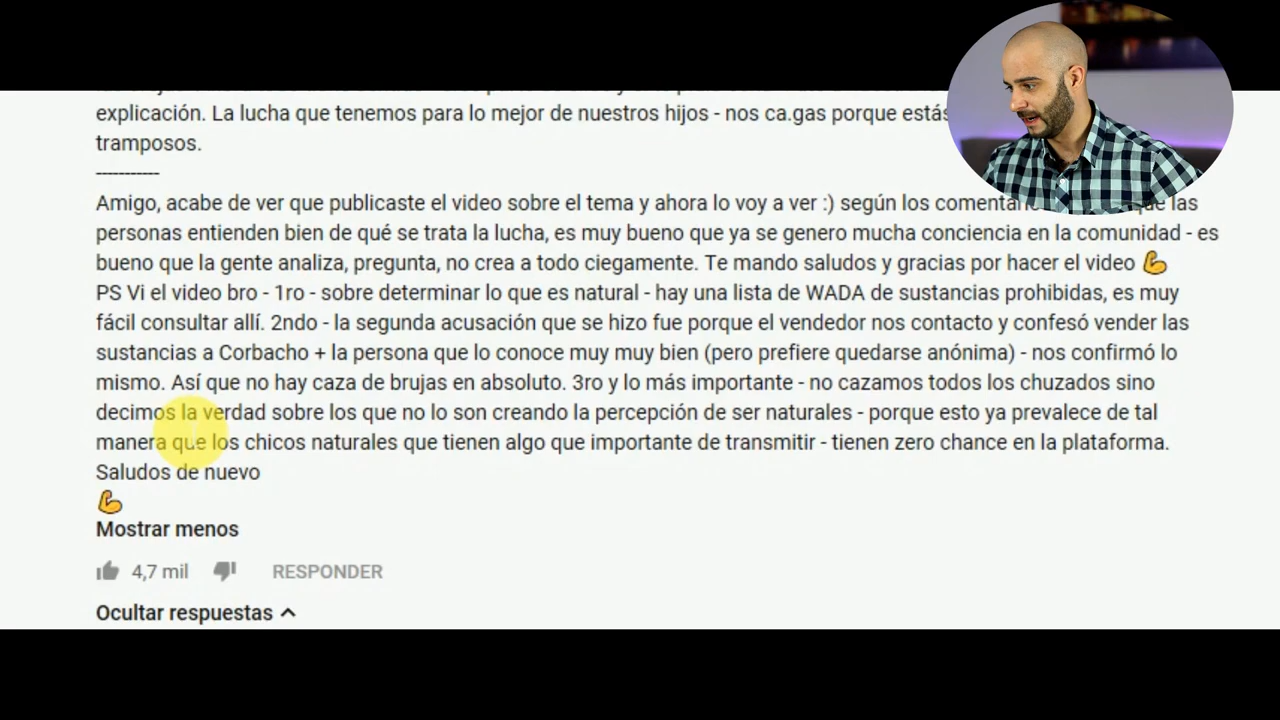 explicación. La lucha que tenemos para lo mejor de nuestros hijos - nos ca.gas porque estás
tramposos.
-----------
Amigo, acabe de ver que publicaste el video sobre el tema y ahora lo voy a ver :) según los las
personas entienden bien de qué se trata la lucha, es muy bueno que ya se genero mucha conciencia en la comunidad - es
bueno que la gente analiza, pregunta, no crea a todo ciegamente. Te mando saludos y gracias por hacer el video 💪
PS Vi el video bro - 1ro - sobre determinar lo que es natural - hay una lista de WADA de sustancias prohibidas, es muy
fácil consultar allí. 2ndo - la segunda acusación que se hizo fue porque el vendedor nos contacto y confesó vender las
sustancias a Corbacho + la persona que lo conoce muy muy bien (pero prefiere quedarse anónima) - nos confirmó lo
mismo. Así que no hay caza de brujas en absoluto. 3ro y lo más importante - no cazamos todos los chuzados sino
decimos la verdad sobre los que no lo son creando la percepción de ser naturales - porque esto ya prevalece de tal
manera que los chicos naturales que tienen algo que importante de transmitir - tienen zero chance en la plataforma.
Saludos de nuevo
💪
Mostrar menos
4,7 mil RESPONDER
Ocultar respuestas